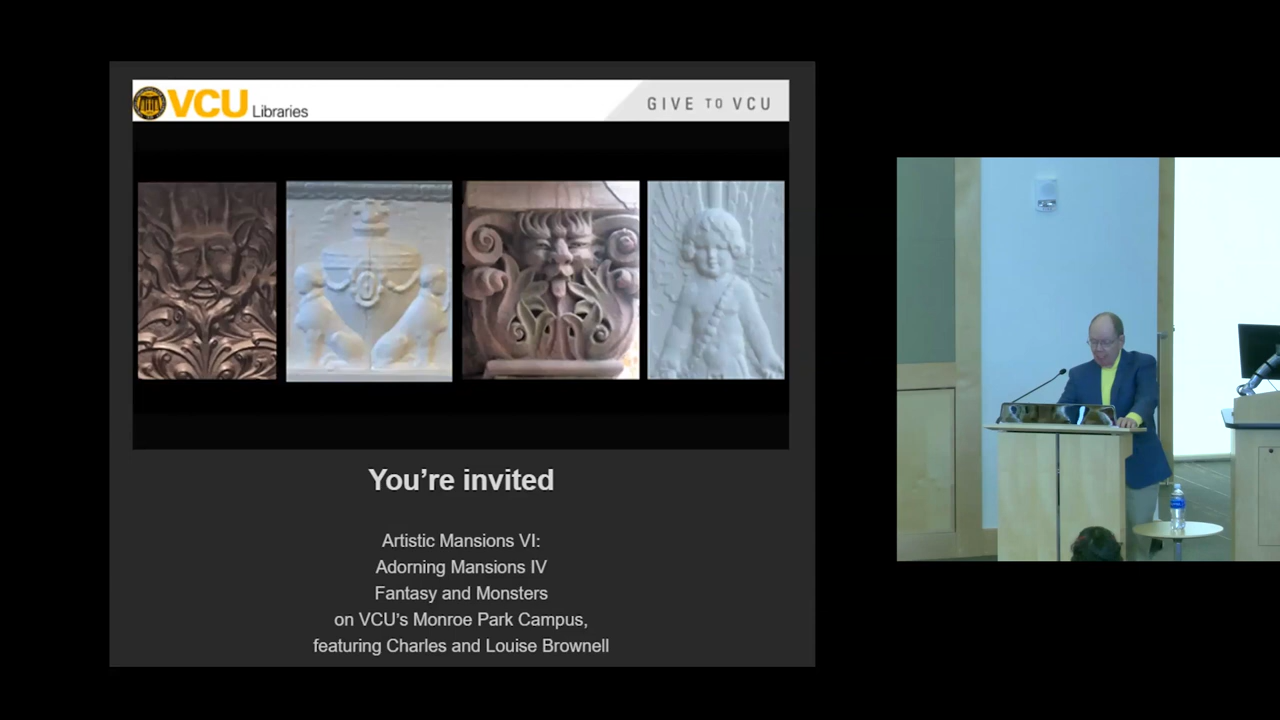 VCU Libraries
GIVE TO VCU
You’re invited
Artistic Mansions VI:
Adorning Mansions IV
Fantasy and Monsters
on VCU's Monroe Park Campus,
featuring Charles and Louise Brownell